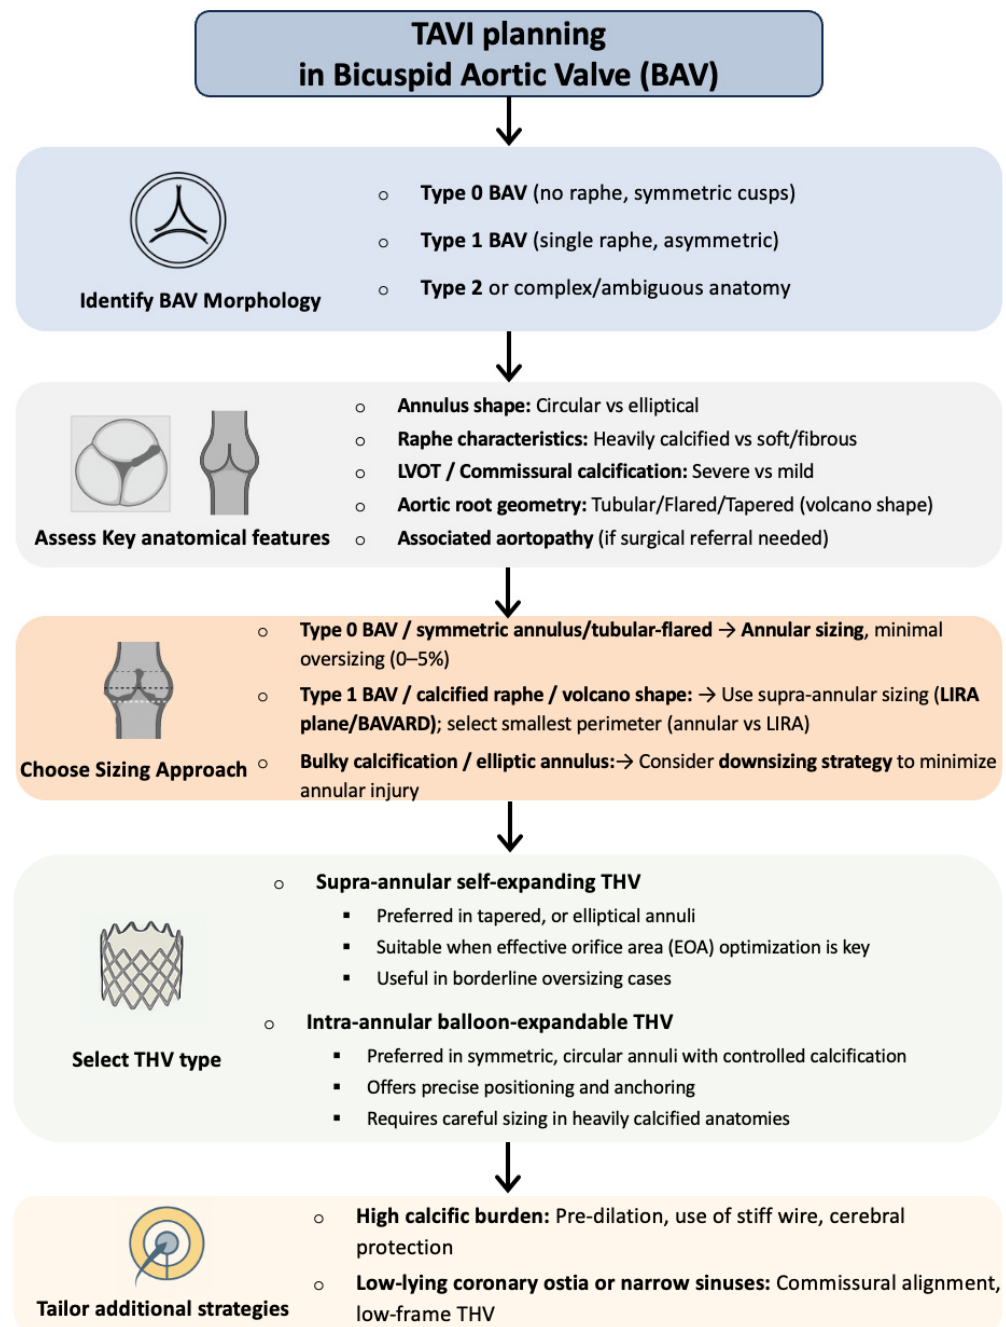 TAVI planning
in Bicuspid Aortic Valve (BAV)
○ Type 0 BAV (no raphe, symmetric cusps)
○ Type 1 BAV (single raphe, asymmetric)
○ Type 2 or complex/ambiguous anatomy
Identify BAV Morphology
○ Annulus shape: Circular vs elliptical
○ Raphe characteristics: Heavily calcified vs soft/fibrous
○ LVOT / Commissural calcification: Severe vs mild
○ Aortic root geometry: Tubular/Flared/Tapered (volcano shape)
○ Associated aortopathy (if surgical referral needed)
Assess Key anatomical features
○ Type 0 BAV / symmetric annulus/tubular-flared → Annular sizing, minimal
oversizing (0–5%)
○ Type 1 BAV / calcified raphe / volcano shape: → Use supra-annular sizing (LIRA
plane/BAVARD); select smallest perimeter (annular vs LIRA)
○ Bulky calcification / elliptic annulus:→ Consider downsizing strategy to minimize
annular injury
Choose Sizing Approach
○ Supra-annular self-expanding THV
▪ Preferred in tapered, or elliptical annuli
▪ Suitable when effective orifice area (EOA) optimization is key
▪ Useful in borderline oversizing cases
○ Intra-annular balloon-expandable THV
▪ Preferred in symmetric, circular annuli with controlled calcification
▪ Offers precise positioning and anchoring
▪ Requires careful sizing in heavily calcified anatomies
Select THV type
○ High calcific burden: Pre-dilation, use of stiff wire, cerebral
protection
○ Low-lying coronary ostia or narrow sinuses: Commissural alignment,
low-frame THV
Tailor additional strategies